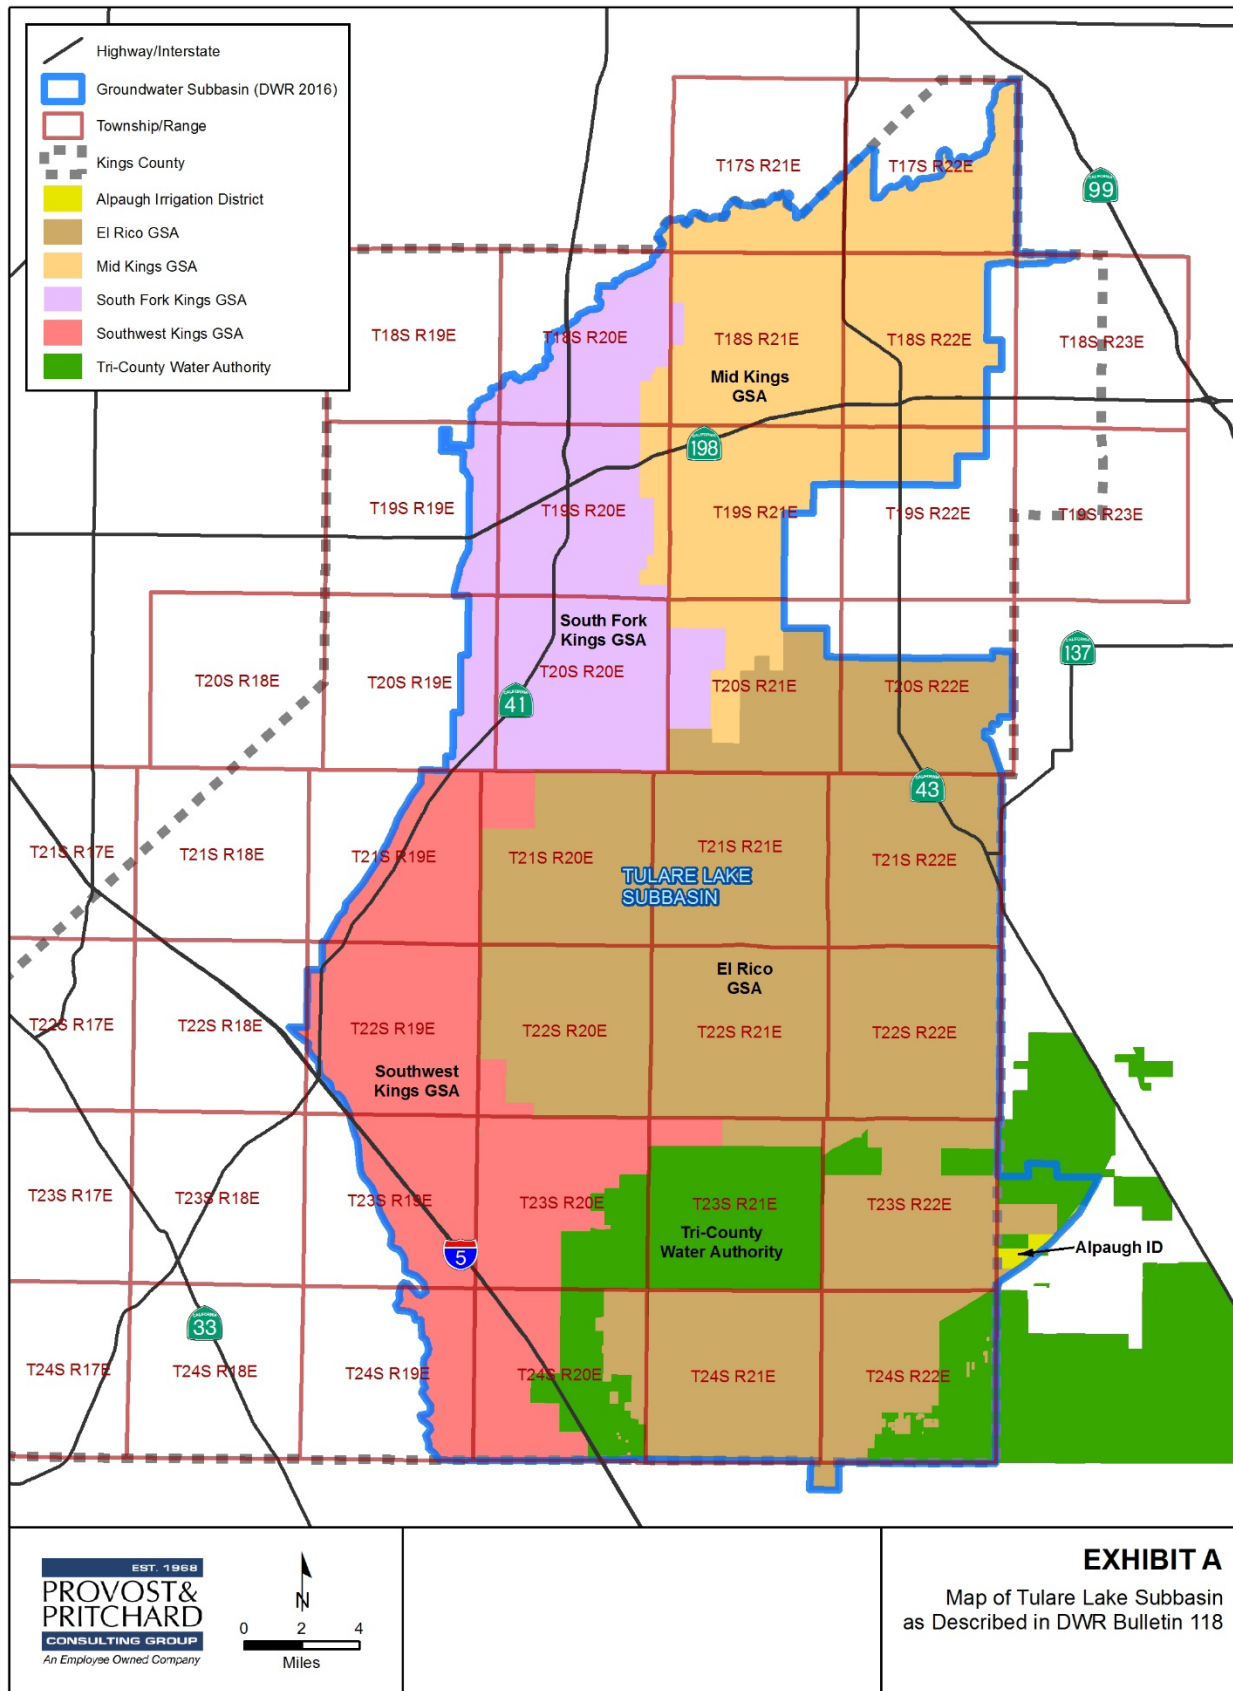 Highway/Interstate
Groundwater Subbasin (DWR 2016)
Township/Range
Kings County
Alpaugh Irrigation District
El Rico GSA
Mid Kings GSA
South Fork Kings GSA
Southwest Kings GSA
Tri-County Water Authority
T17S R21E
T17S R22E
CALIFORNIA
99
T18S R19E
T18S R20E
T18S R21E
T18S R22E
T18S R23E
Mid Kings
GSA
CALIFORNIA
198
T19S R19E
T19S R20E
T19S R21E
T19S R22E
T19S R23E
South Fork
Kings GSA
CALIFORNIA
137
T20S R18E
T20S R19E
T20S R20E
T20S R21E
T20S R22E
CALIFORNIA
41
CALIFORNIA
43
T21S R17E
T21S R18E
T21S R19E
T21S R20E
T21S R21E
T21S R22E
TULARE LAKE
SUBBASIN
El Rico
GSA
T22S R17E
T22S R18E
T22S R19E
T22S R20E
T22S R21E
T22S R22E
Southwest
Kings GSA
T23S R17E
T23S R18E
T23S R19E
T23S R20E
T23S R21E
T23S R22E
Tri-County
Water Authority
Alpaugh ID
5
CALIFORNIA
33
T24S R17E
T24S R18E
T24S R19E
T24S R20E
T24S R21E
T24S R22E
EST. 1968
PROVOST&
PRITCHARD
CONSULTING GROUP
An Employee Owned Company
N
0 2 4
Miles
EXHIBIT A
Map of Tulare Lake Subbasin
as Described in DWR Bulletin 118